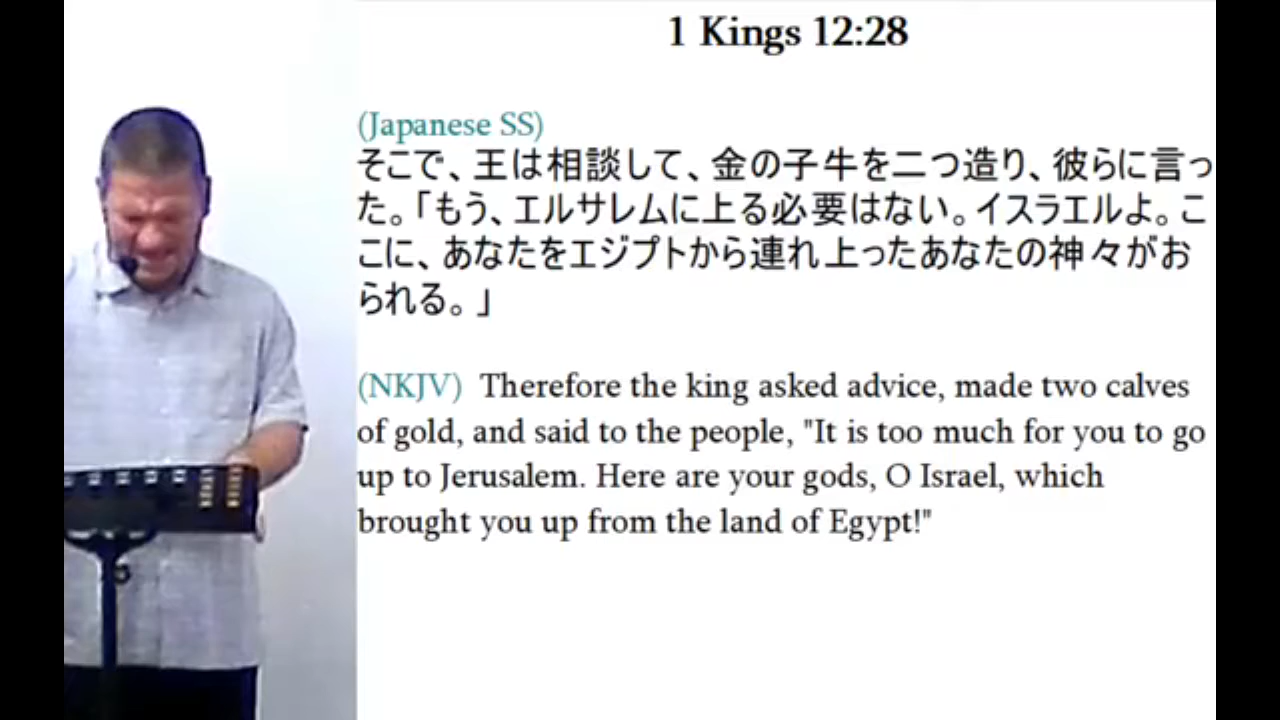 1 Kings 12:28
(Japanese SS)
そこで、王は相談して、金の子牛を二つ造り、彼らに言っ
た。「もう、エルサレムに上る必要はない。イスラエルよ。こ
こに、あなたをエジプトから連れ上ったあなたの神々がお
られる。」
(NKJV) Therefore the king asked advice, made two calves
of gold, and said to the people, "It is too much for you to go
up to Jerusalem. Here are your gods, O Israel, which
brought you up from the land of Egypt!"